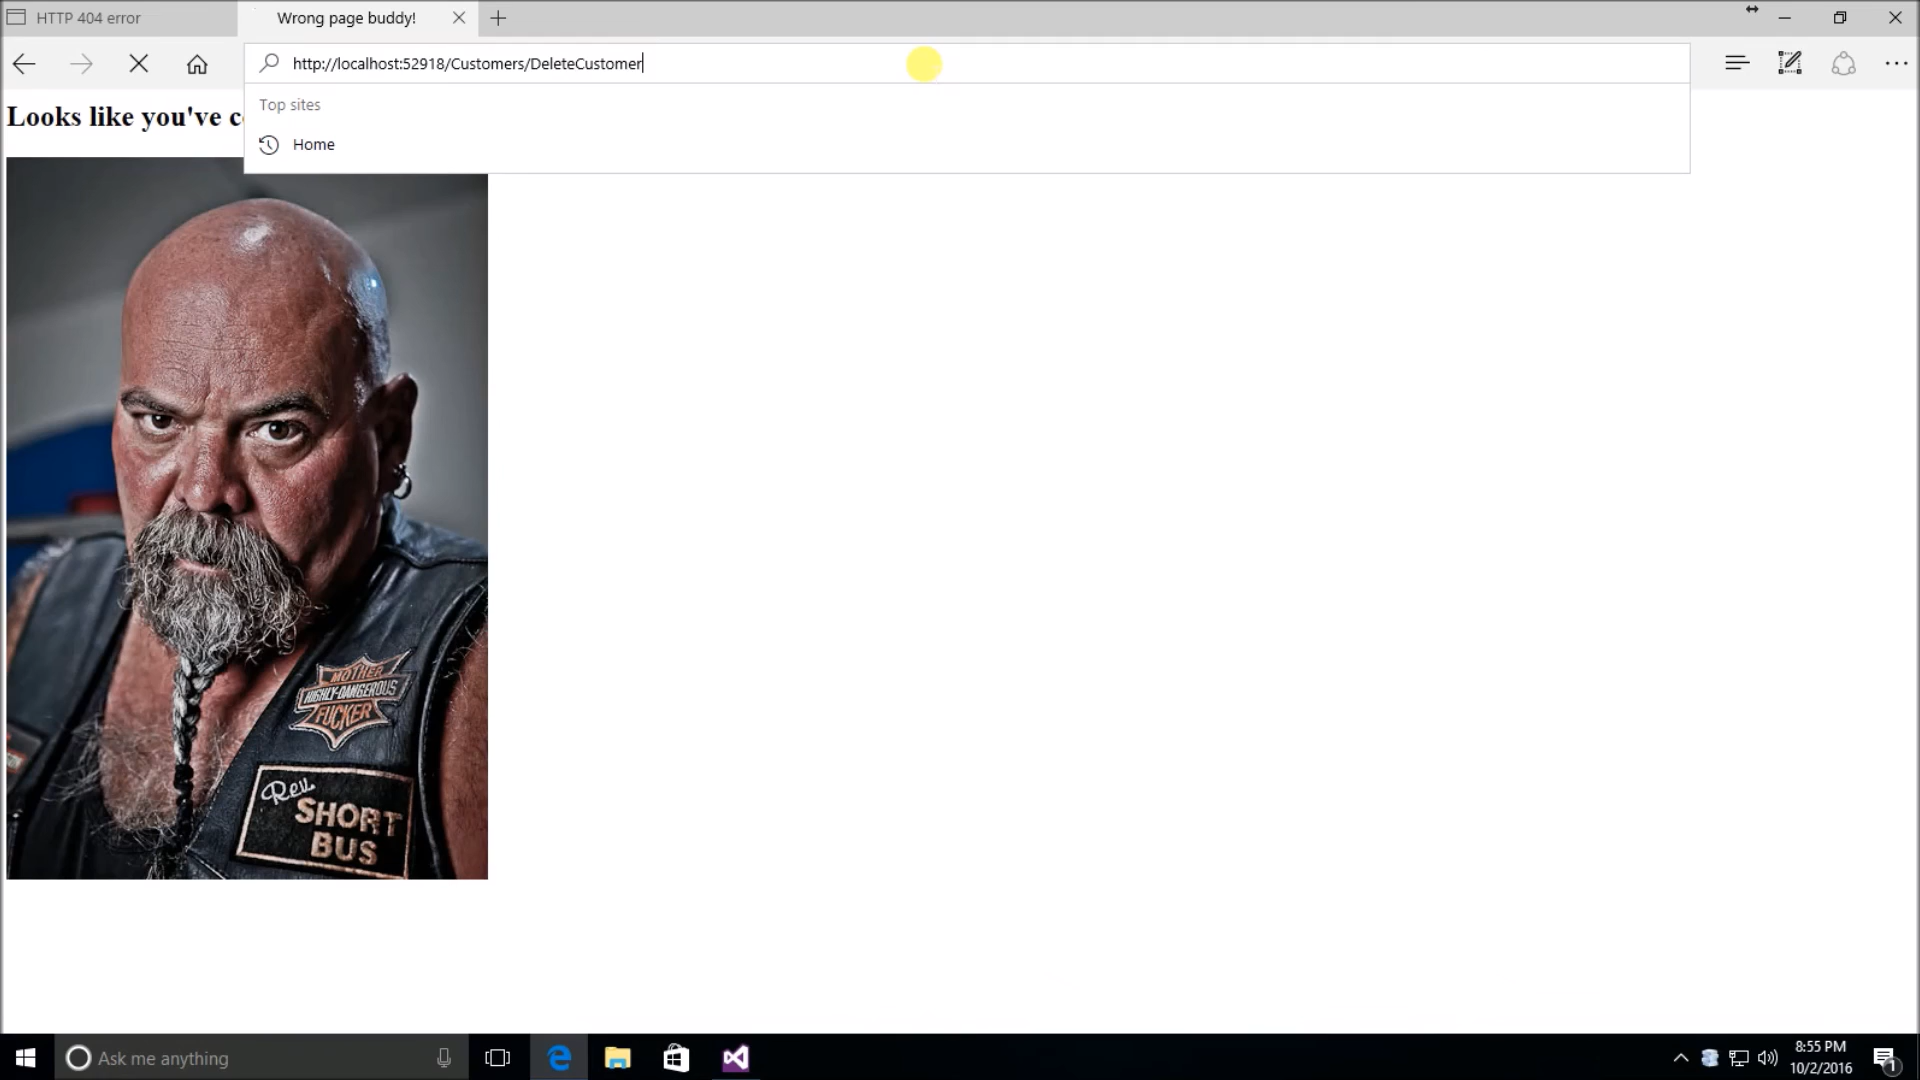 HTTP 404 error
Wrong page buddy!
http://localhost:52918/Customers/DeleteCustomer
Top sites
Home
Looks like you've c
MOTHER
HIGHLY-DANGEROUS
FUCKER
Rev.
SHORT
BUS
Ask me anything
8:55 PM
10/2/2016
1